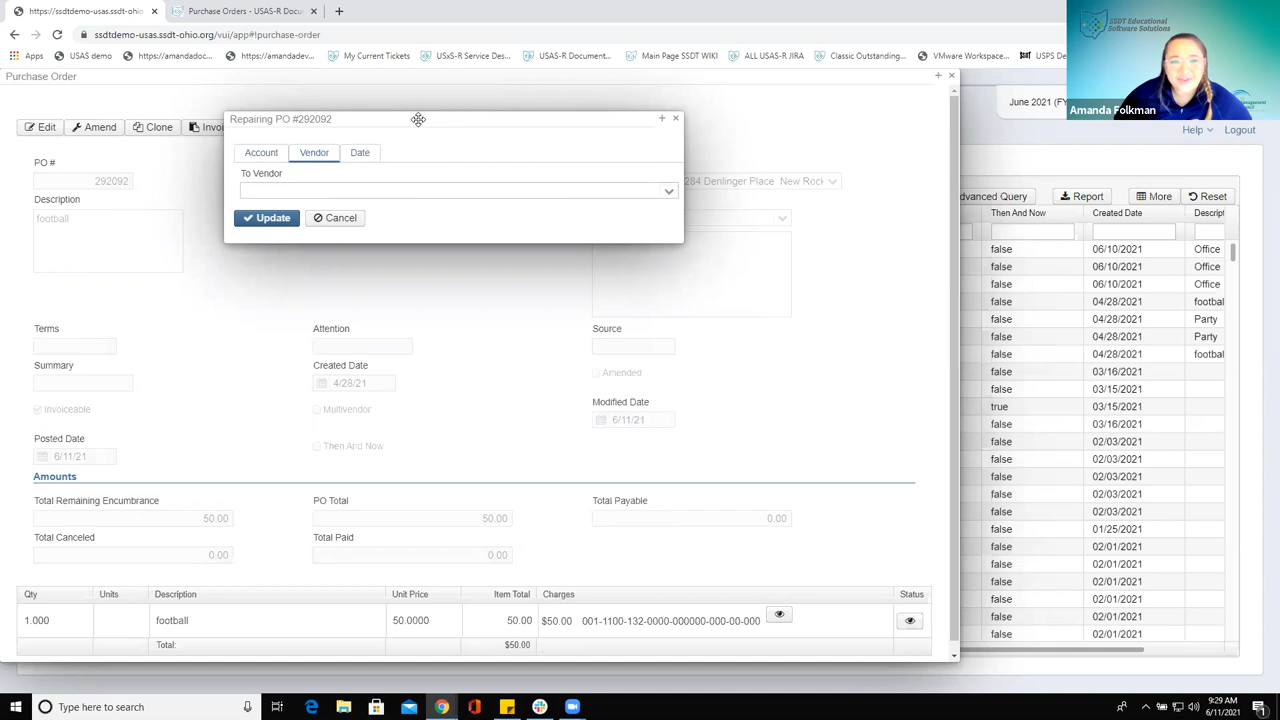 https://ssdtdemo-usas.ssdt-ohio.org/ × Purchase Orders - USAS-R Docu × +
ssdtdemo-usas.ssdt-ohio.org/vui/app#!purchase-order
Apps USAS demo https://amandadoc... https://amandadev... My Current Tickets USxS-R Service Des... USAS-R Document... Main Page SSDT WIKI ALL USAS-R JIRA Classic Outstanding... VMware Workspace... USPS De
SSDT Educational
Software Solutions
Amanda Folkman
Purchase Order
June 2021 (FY
Help Logout
Edit Amend Clone Invoi
Repairing PO #292092
Account Vendor Date
To Vendor
Update Cancel
PO #
292092
284 Denlinger Place New Rock
Description
football
Terms
Attention
Source
Summary
Created Date
4/28/21
Amended
Invoiceable
Multivendor
Modified Date
6/11/21
Posted Date
6/11/21
Then And Now
Amounts
Total Remaining Encumbrance
50.00
PO Total
50.00
Total Payable
0.00
Total Canceled
0.00
Total Paid
0.00
Qty Units Description Unit Price Item Total Charges Status
1.000 football 50.0000 50.00 $50.00 001-1100-132-0000-000000-000-00-000
Total: $50.00
dvanced Query Report More Reset
Then And Now Created Date Descript
false 06/10/2021 Office
false 06/10/2021 Office
false 06/10/2021 Office
false 04/28/2021 footbal
false 04/28/2021 Party
false 04/28/2021 Party
false 04/28/2021 footbal
false 03/16/2021
false 03/15/2021
true 03/15/2021
false 03/16/2021
false 02/03/2021
false 02/03/2021
false 02/03/2021
false 02/03/2021
false 02/03/2021
false 01/25/2021
false 02/01/2021
false 02/01/2021
false 02/01/2021
false 02/01/2021
false 02/01/2021
false 02/01/2021
Type here to search
9:29 AM
6/11/2021
1